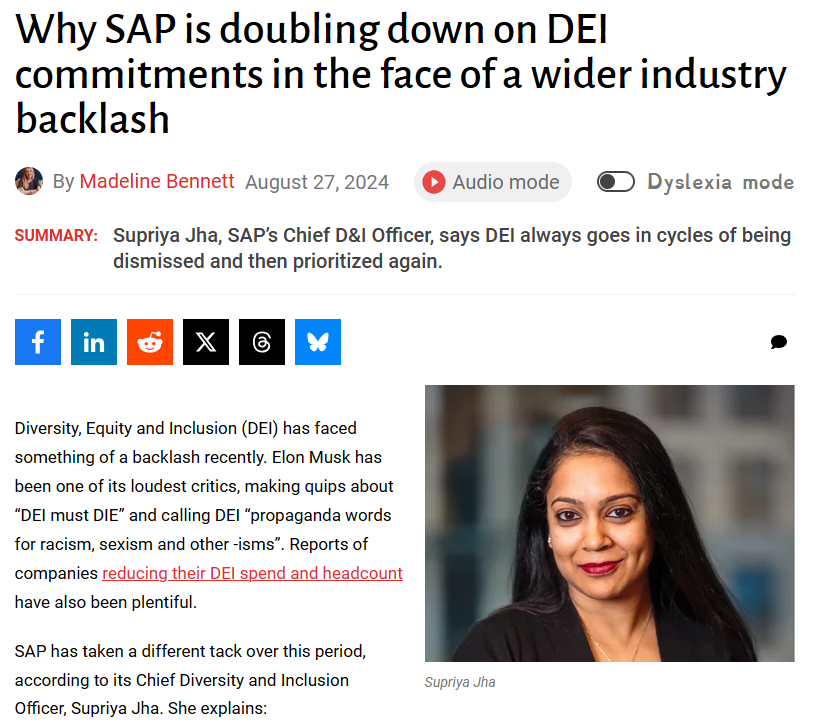 Why SAP is doubling down on DEI
commitments in the face of a wider industry
backlash
By Madeline Bennett August 27, 2024 Audio mode Dyslexia mode
SUMMARY: Supriya Jha, SAP’s Chief D&I Officer, says DEI always goes in cycles of being
dismissed and then prioritized again.
Diversity, Equity and Inclusion (DEI) has faced
something of a backlash recently. Elon Musk has
been one of its loudest critics, making quips about
“DEI must DIE” and calling DEI “propaganda words
for racism, sexism and other -isms”. Reports of
companies reducing their DEI spend and headcount
have also been plentiful.
SAP has taken a different tack over this period,
according to its Chief Diversity and Inclusion
Officer, Supriya Jha. She explains:
Supriya Jha